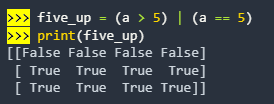 >>> five_up = (a > 5) | (a == 5)
>>> print(five_up)
[[False False False False]
 [ True  True  True  True]
 [ True  True  True True]]